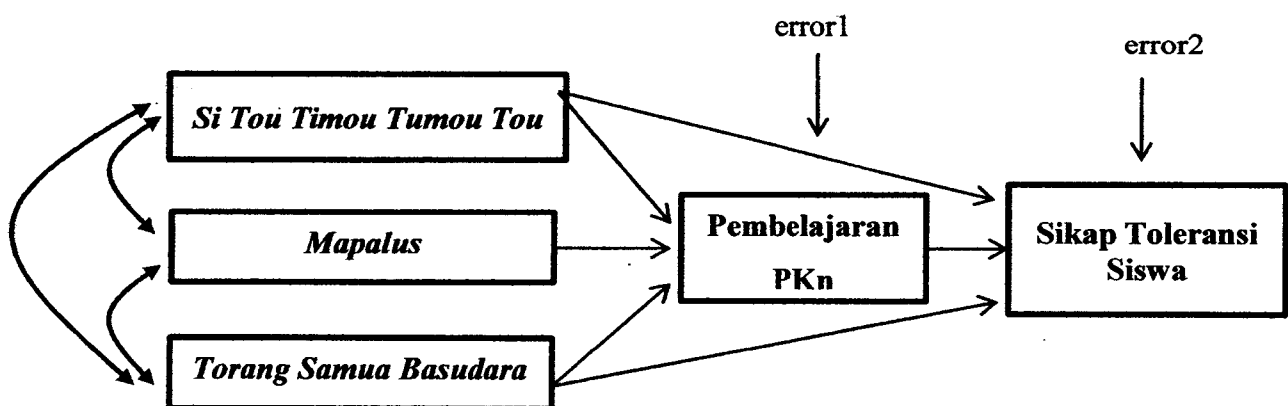 error1
error2
Si Tou Timou Tumou Tou
Mapalus
Torang Samua Basudara
Pembelajaran
PKn
Sikap Toleransi
Siswa